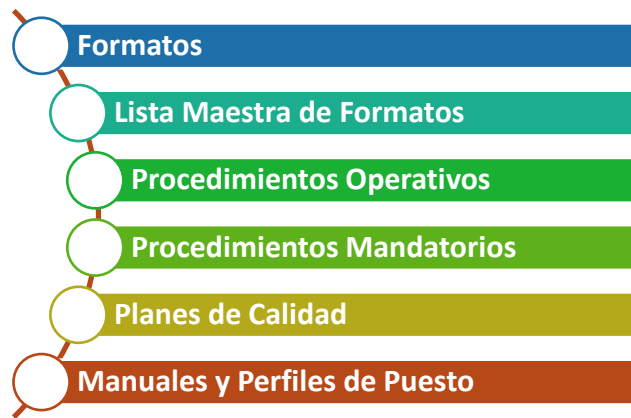 Formatos
Lista Maestra de Formatos
Procedimientos Operativos
Procedimientos Mandatorios
Planes de Calidad
Manuales y Perfiles de Puesto